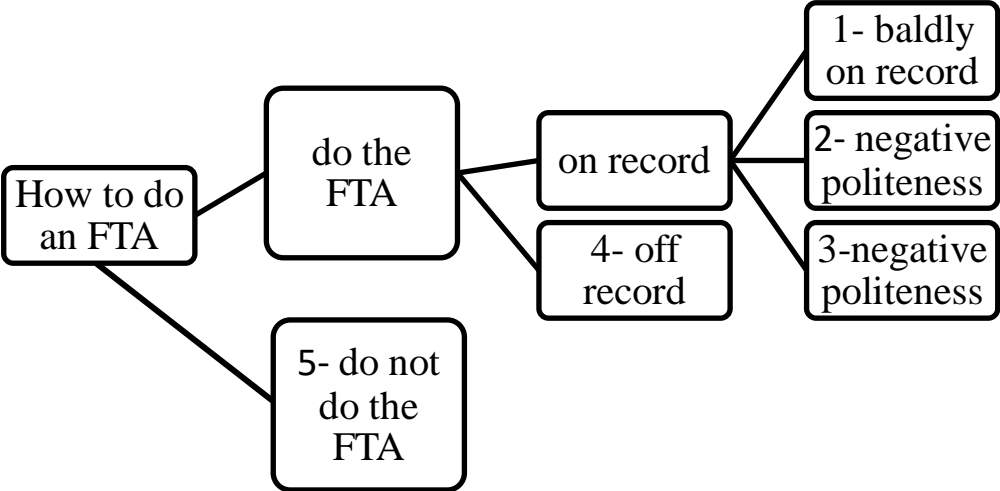 How to do
an FTA
do the
FTA
on record
1- baldly
on record
2- negative
politeness
3-negative
politeness
4- off
record
5- do not
do the
FTA